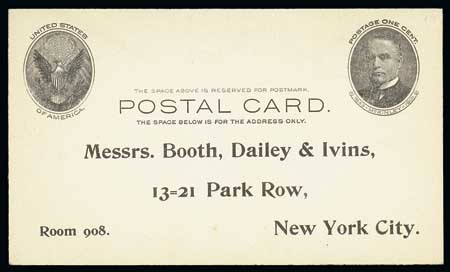 UNITED STATES
OF AMERICA
POSTAGE ONE CENT.
THE SPACE ABOVE IS RESERVED FOR POSTMARK.
POSTAL CARD.
THE SPACE BELOW IS FOR THE ADDRESS ONLY.
Messrs. Booth, Dailey & Ivins,
13=21 Park Row,
Room 908.
New York City.